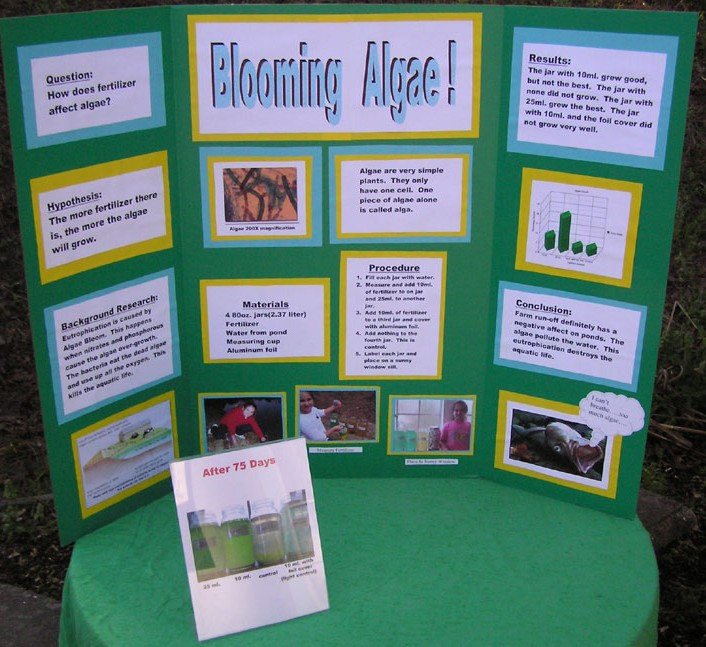 Question:
How does fertilizer
affect algae?
Hypothesis:
The more fertilizer there
is, the more the algae
will grow.
Background Research:
Eutrophication is caused by
Algae Bloom. This happens
when nitrates and phosphorous
cause the algae over-growth.
The bacteria eat the dead algae
and use up all the oxygen. This
kills the aquatic life.
Blooming Algae!
Algae 200X magnification
Algae are very simple
plants. They only
have one cell. One
piece of algae alone
is called alga.
Materials
4 80oz. jars(2.37 liter)
Fertilizer
Water from pond
Measuring cup
Aluminum foil
Procedure
1. Fill each jar with water.
2. Measure and add 10mL
of fertilizer to on jar
and 25mL to another
jar.
3. Add 10mL of fertilizer
to a third jar and cover
with aluminum foil.
4. Add nothing to the
fourth jar. This is
control.
5. Label each jar and
place on a sunny
window sill.
Measure Fertilizer
Place In Sunny Window
Results:
The jar with 10mL grew good,
but not the best. The jar with
none did not grow. The jar
25mL grew the best. The jar
with 10mL and the foil cover did
not grow very well.
Conclusion:
Farm run-off definitely has a
negative affect on ponds. The
algae pollute the water. This
eutrophication destroys the
aquatic life.
I can't
breathe....too
much algae....
After 75 Days
25 mL
10 mL
control
10 mL with
foil cover
(light control)